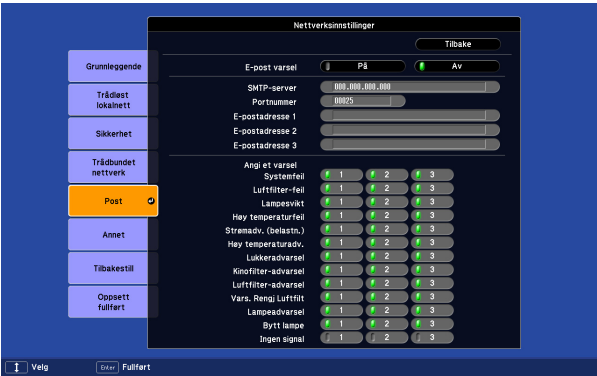 Nettverksinnstillinger
Tilbake
Grunnleggende
Trådløst
lokalnett
Sikkerhet
Trådbundet
nettverk
Post
Annet
Tilbakestill
Oppsett
fullført
E-post varsel På Av
SMTP-server 000.000.000.000
Portnummer 00025
E-postadresse 1
E-postadresse 2
E-postadresse 3
Angi et varsel
Systemfeil 1 2 3
Luftfilter-feil 1 2 3
Lampesvikt 1 2 3
Høy temperaturfeil 1 2 3
Strømadv. (belastn.) 1 2 3
Høy temperaturadv. 1 2 3
Lukkeradvarsel 1 2 3
Kinofilter-advarsel 1 2 3
Luftfilter-advarsel 1 2 3
Vars. Rengj Luftfilt 1 2 3
Lampeadvarsel 1 2 3
Bytt lampe 1 2 3
Ingen signal 1 2 3
Velg Enter Fullført